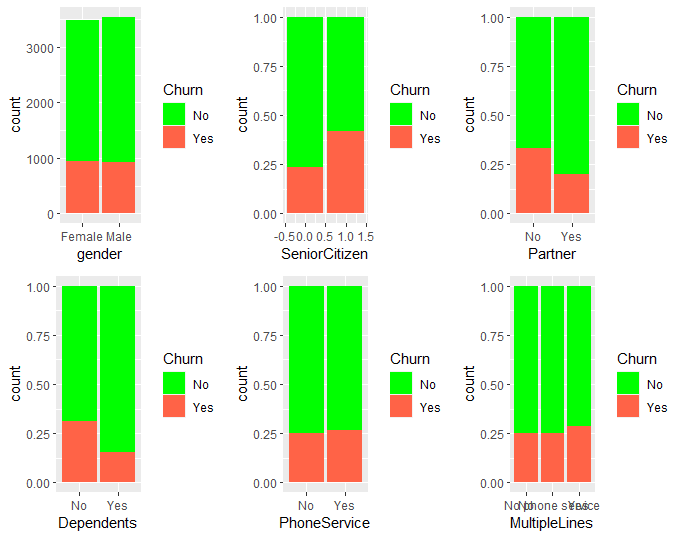 count
3000
2000
1000
0
Female Male
gender
Churn
No
Yes
count
1.00
0.75
0.50
0.25
0.00
-0.5 0.0 0.5 1.0 1.5
SeniorCitizen
Churn
No
Yes
count
1.00
0.75
0.50
0.25
0.00
No Yes
Partner
Churn
No
Yes
count
1.00
0.75
0.50
0.25
0.00
No Yes
Dependents
Churn
No
Yes
count
1.00
0.75
0.50
0.25
0.00
No Yes
PhoneService
Churn
No
Yes
count
1.00
0.75
0.50
0.25
0.00
No No phone service Yes
MultipleLines
Churn
No
Yes